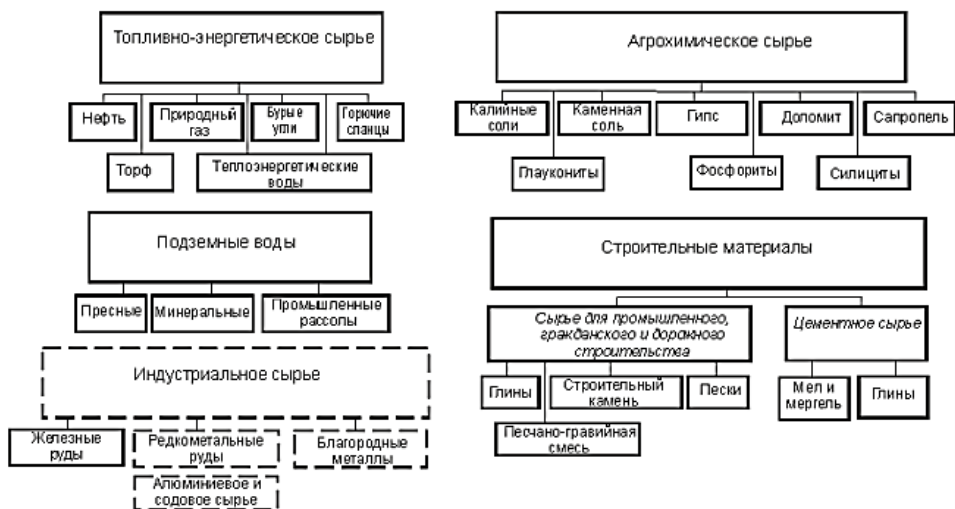 Топливно-энергетическое сырье
Нефть
Природный
газ
Бурые
угли
Горючие
сланцы
Торф
Теплоэнергетические
воды
Агрохимическое сырье
Калийные
соли
Каменная
соль
Гипс
Доломит
Сапропель
Глаукониты
Фосфориты
Силициты
Подземные воды
Пресные
Минеральные
Промышленные
рассолы
Строительные материалы
Сырье для промышленного,
гражданского и дорожного
строительства
Цементное сырье
Глины
Строительный
камень
Пески
Песчано-гравийная
смесь
Мел и
мергель
Глины
Индустриальное сырье
Железные
руды
Редкометальные
руды
Благородные
металлы
Алюминиевое и
содовое сырье